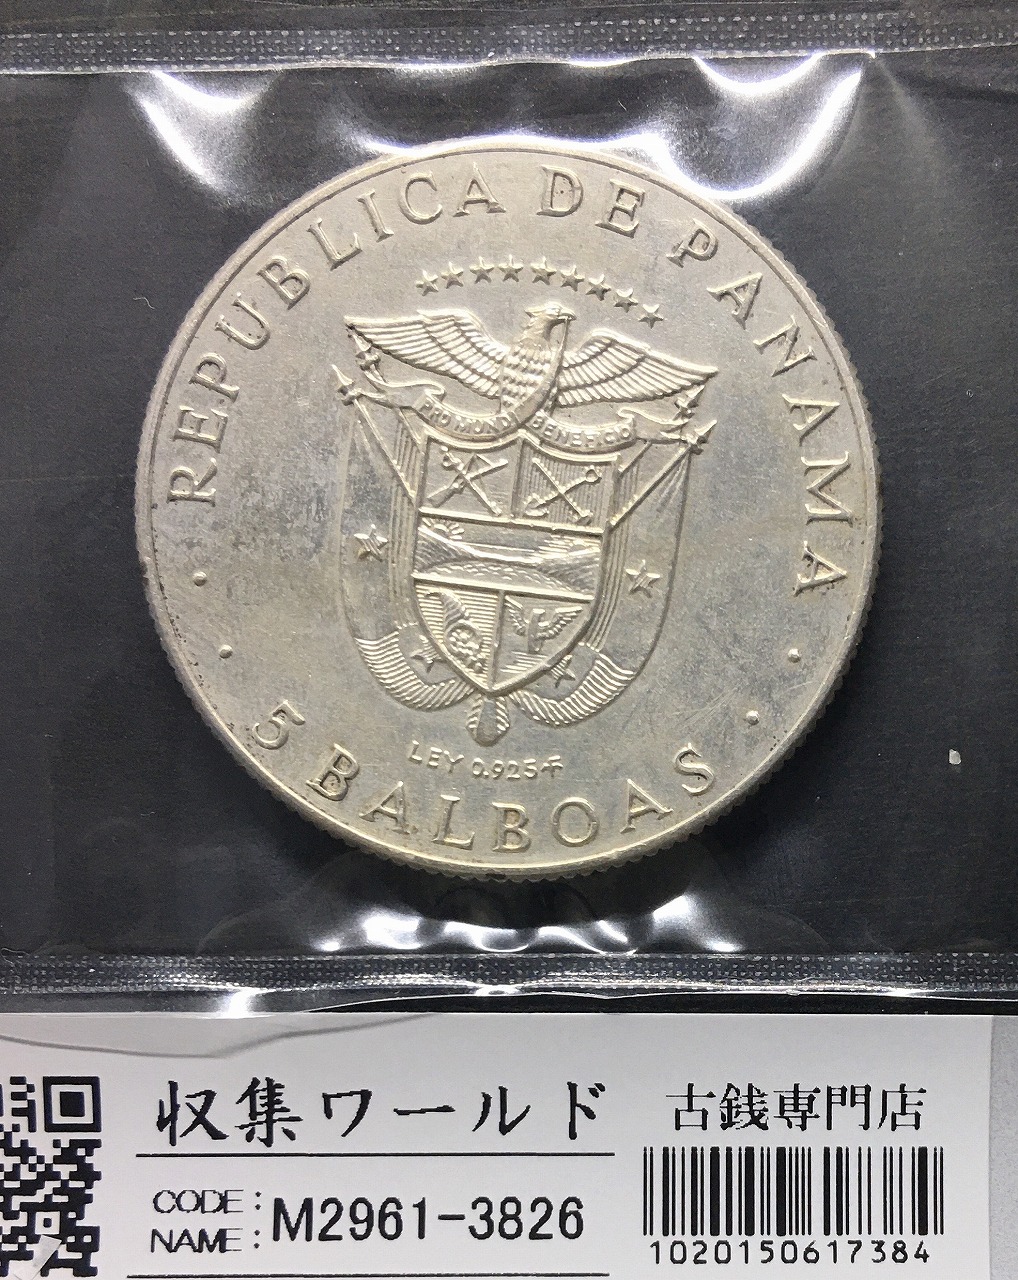 REPUBLICA DE PANAMA
PRO MUNDI BENEFICIO
LEY 0.925
· 5 BALBOAS ·
収集ワールド
古銭専門店
CODE:
NAME:
M2961-3826
1020150617384